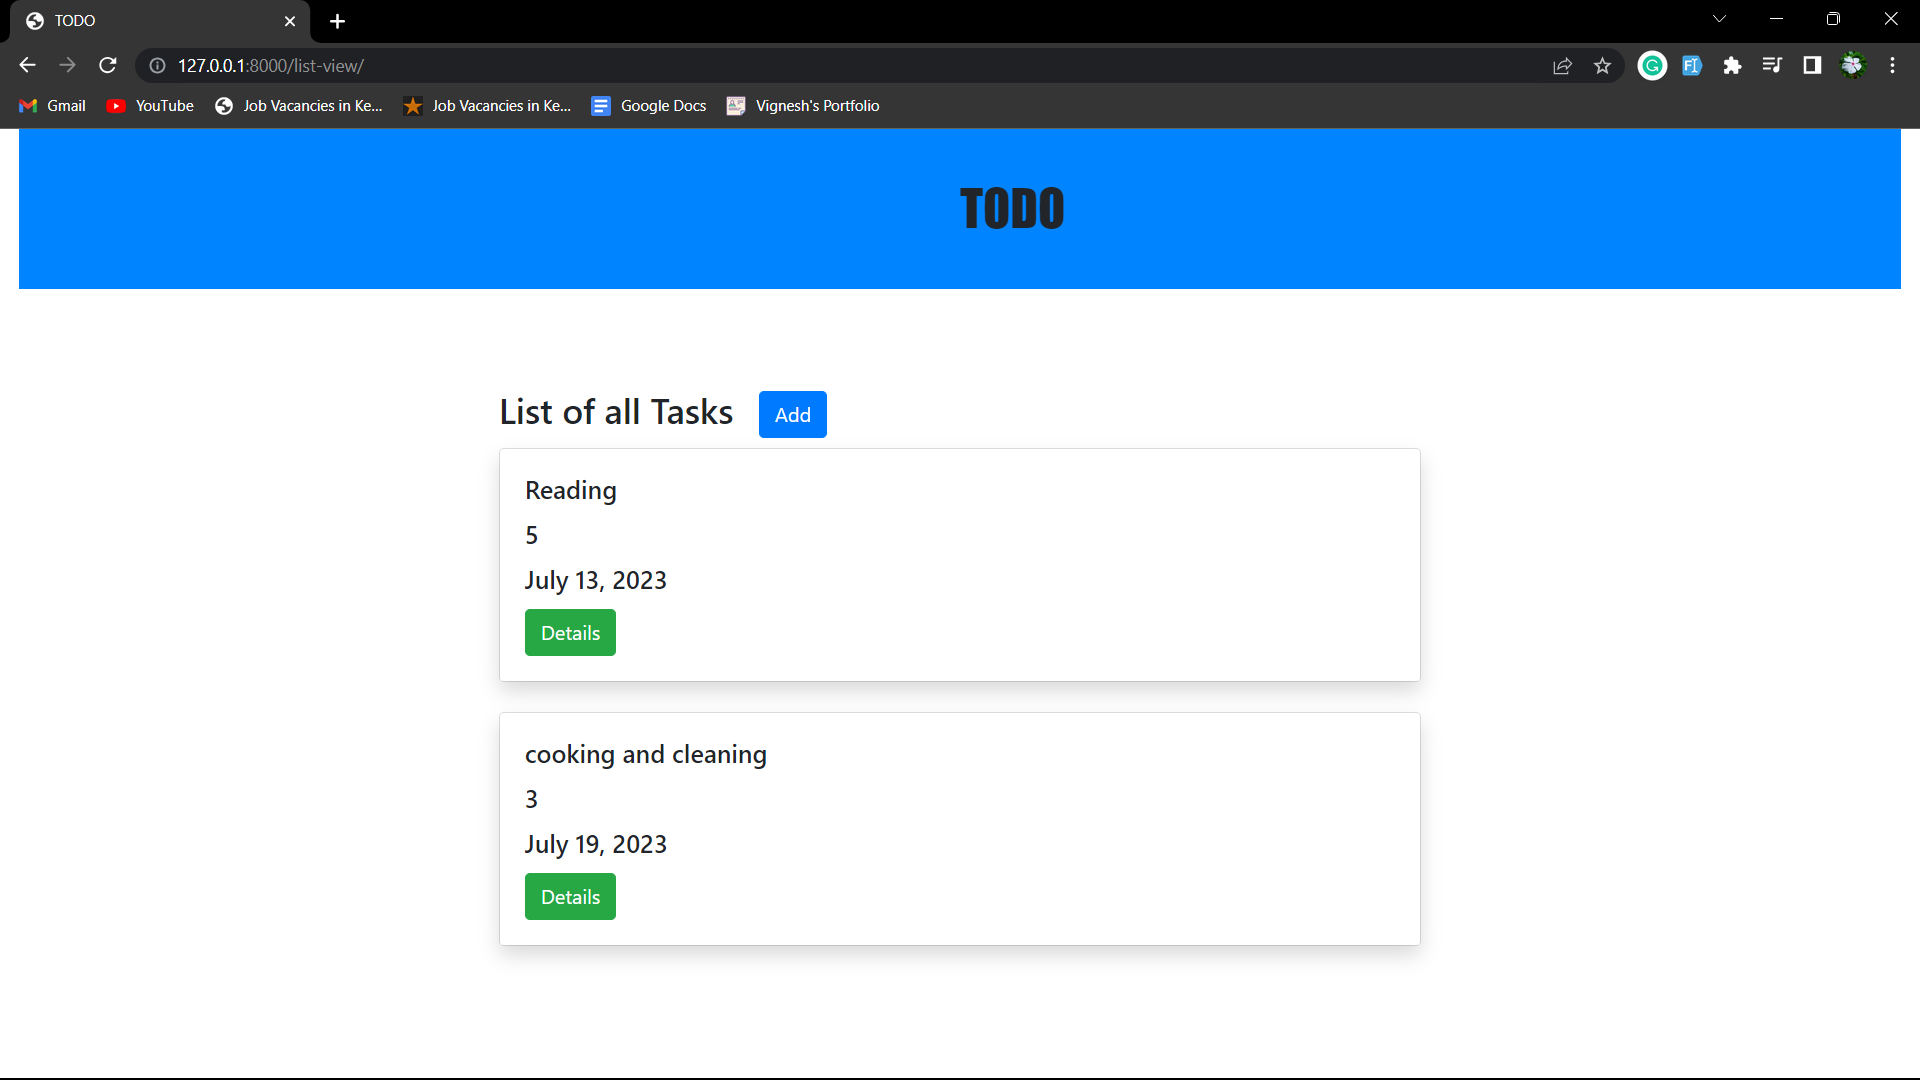 TODO
127.0.0.1:8000/list-view/
Gmail YouTube Job Vacancies in Ke... Job Vacancies in Ke... Google Docs Vignesh's Portfolio
TODO
List of all Tasks Add
Reading
5
July 13, 2023
Details
cooking and cleaning
3
July 19, 2023
Details